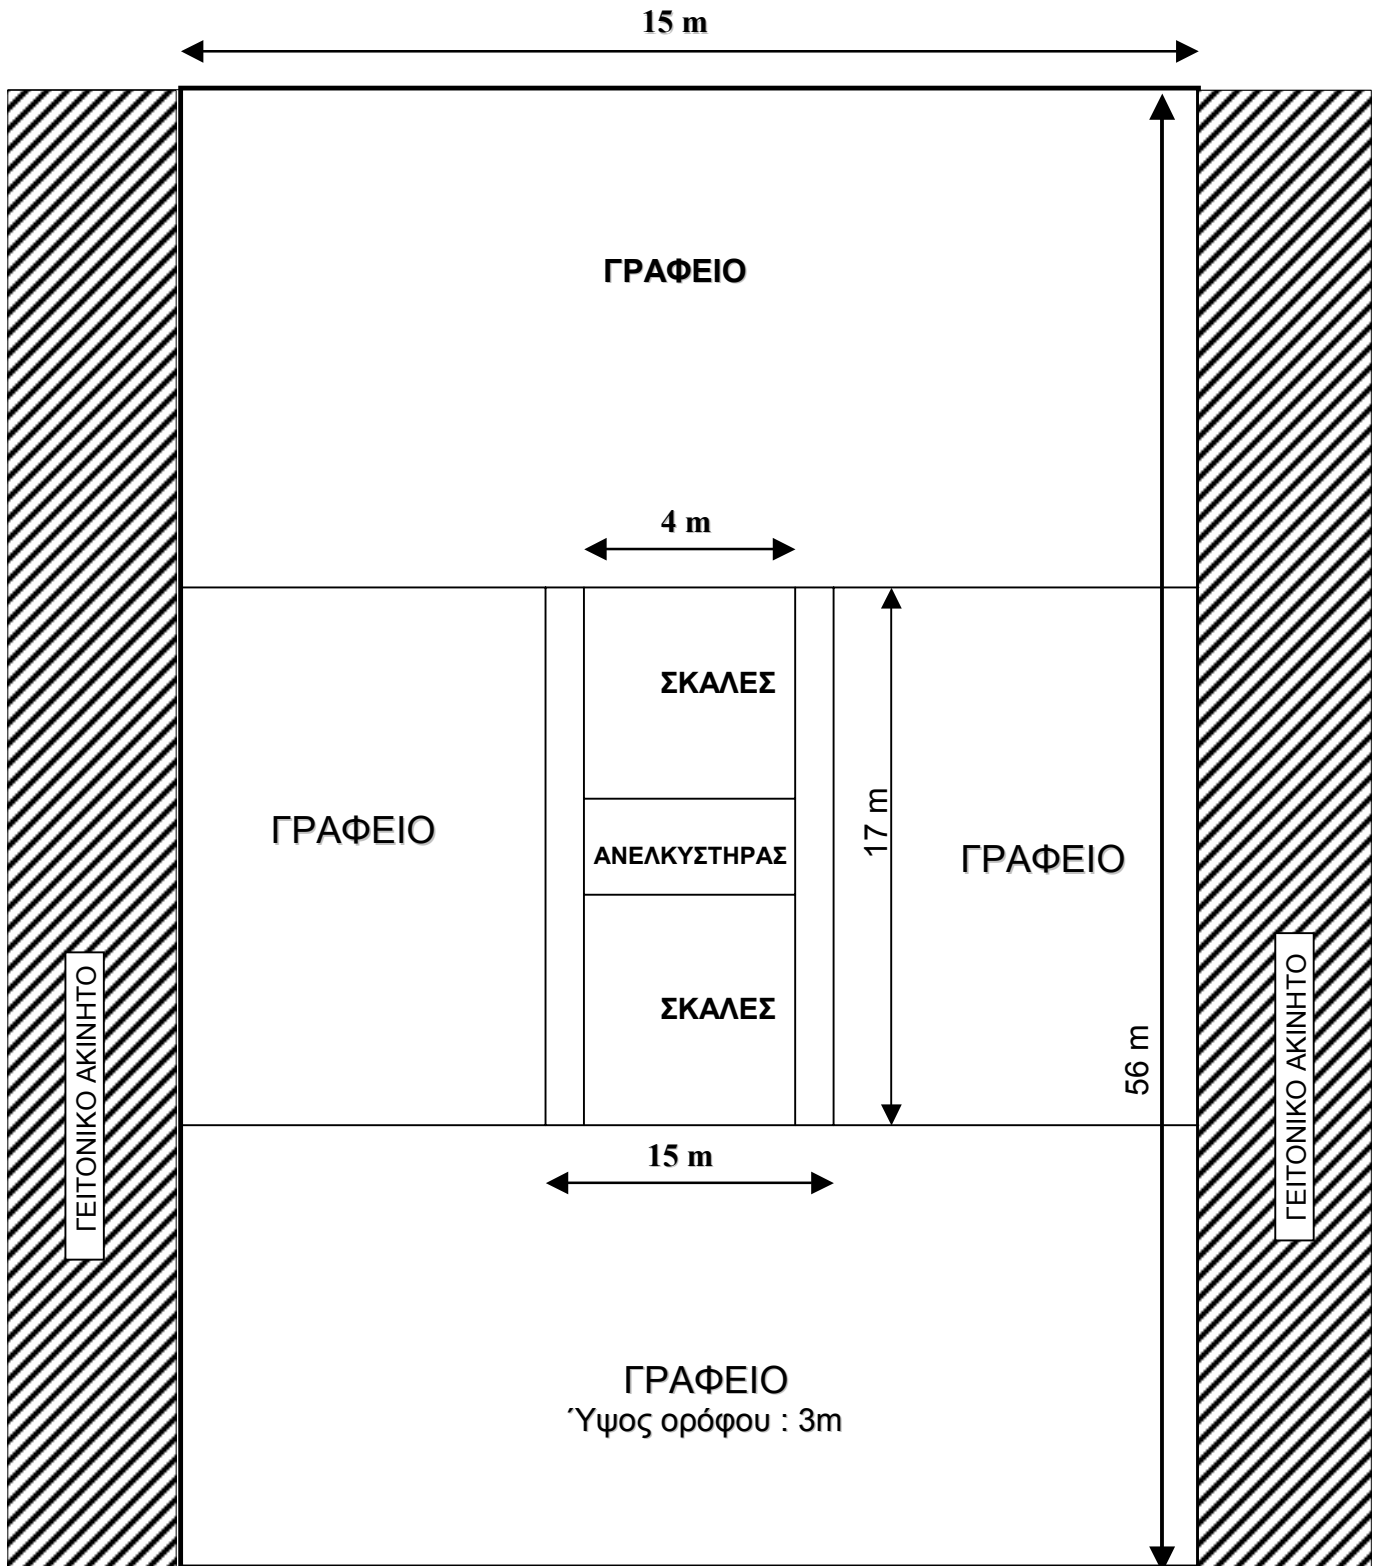 15 m
ΓΡΑΦΕΙΟ
4 m
ΣΚΑΛΕΣ
ΓΡΑΦΕΙΟ
ΑΝΕΛΚΥΣΤΗΡΑΣ
17 m
ΓΡΑΦΕΙΟ
ΣΚΑΛΕΣ
ΓΕΙΤΟΝΙΚΟ ΑΚΙΝΗΤΟ
56 m
ΓΕΙΤΟΝΙΚΟ ΑΚΙΝΗΤΟ
15 m
ΓΡΑΦΕΙΟ
Ύψος ορόφου : 3m